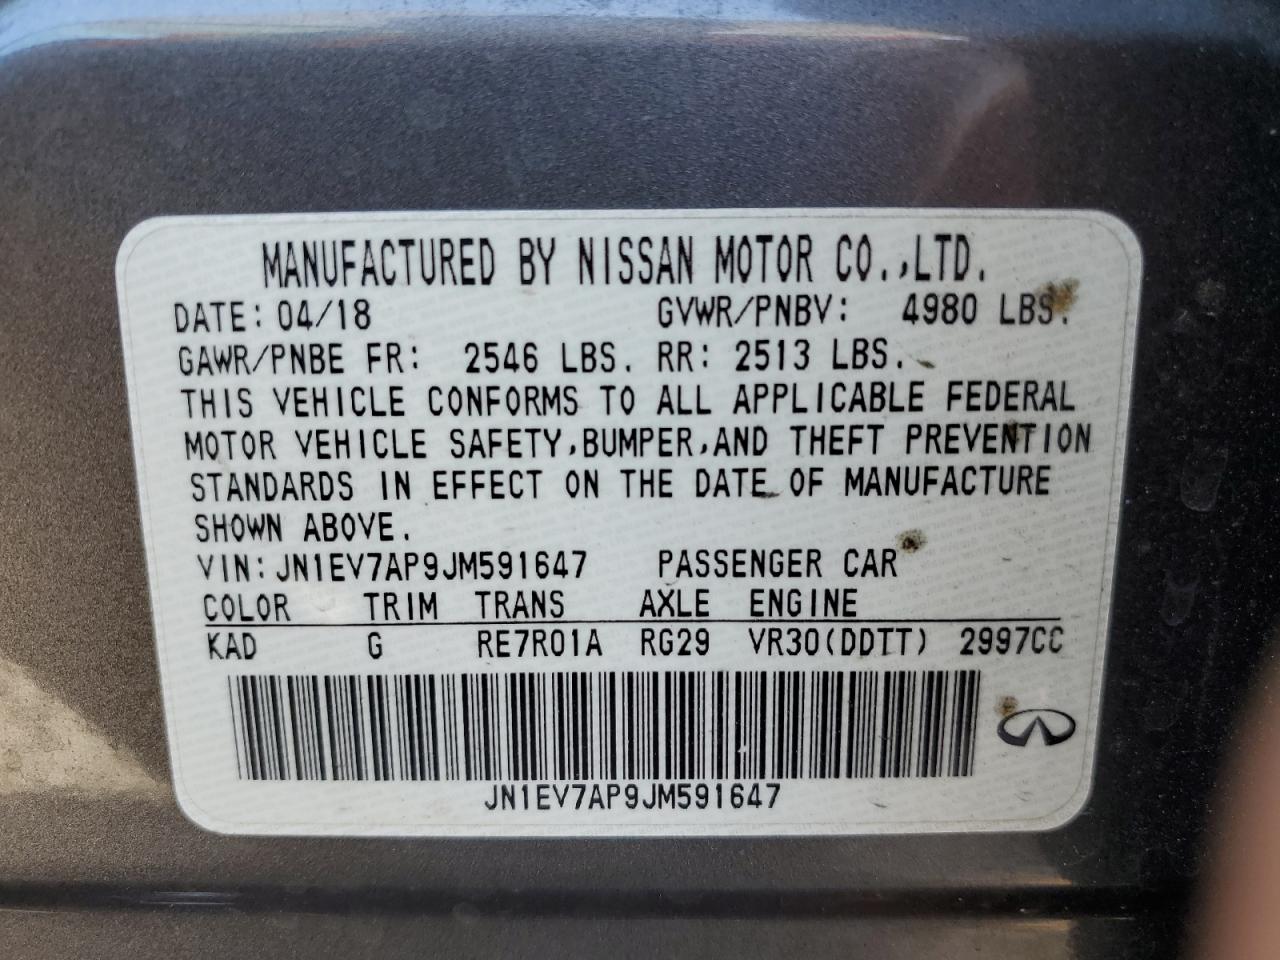 MANUFACTURED BY NISSAN MOTOR CO.,LTD.
DATE: 04/18 GVWR/PNBV: 4980 LBS.
GAWR/PNBE FR: 2546 LBS. RR: 2513 LBS.
THIS VEHICLE CONFORMS TO ALL APPLICABLE FEDERAL
MOTOR VEHICLE SAFETY,BUMPER,AND THEFT PREVENTION
STANDARDS IN EFFECT ON THE DATE OF MANUFACTURE
SHOWN ABOVE.
VIN:JN1EV7AP9JM591647 PASSENGER CAR
COLOR TRIM TRANS AXLE ENGINE
KAD G RE7R01A RG29 VR30(DDTT) 2997CC
JN1EV7AP9JM591647